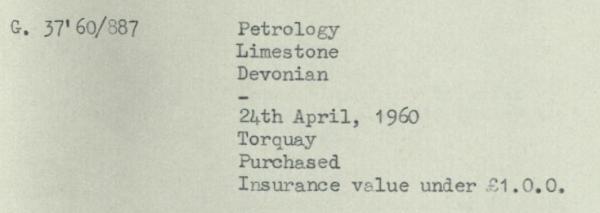 G. 37'60/887 Petrology
Limestone
Devonian
-
24th April, 1960
Torquay
Purchased
Insurance value under £1.0.0.